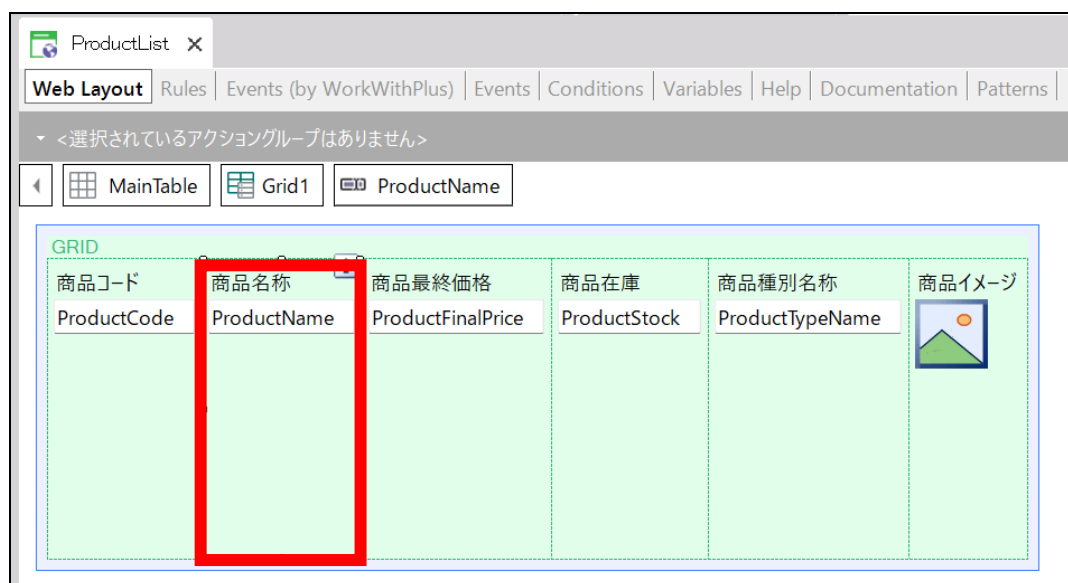 ProductList
Web Layout Rules Events (by WorkWithPlus) Events Conditions Variables Help Documentation Patterns
<選択されているアクショングループはありません>
MainTable Grid1 ProductName
GRID
商品コード 商品名称 商品最終価格 商品在庫 商品種別名称 商品イメージ
ProductCode ProductName ProductFinalPrice ProductStock ProductTypeName